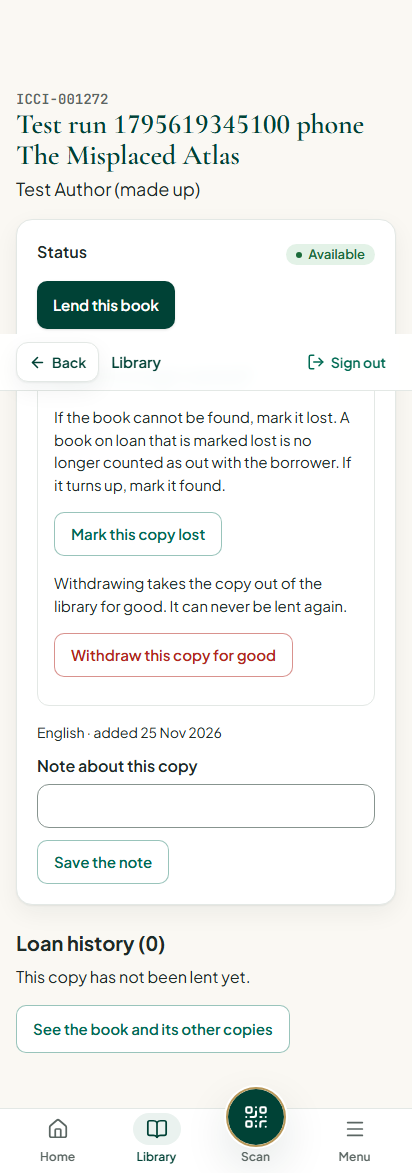 ICCI-001272
Test run 1795619345100 phone
The Misplaced Atlas
Test Author (made up)
Status
Available
Lend this book
Back
Library
Sign out
If the book cannot be found, mark it lost. A
book on loan that is marked lost is no
longer counted as out with the borrower. If
it turns up, mark it found.
Mark this copy lost
Withdrawing takes the copy out of the
library for good. It can never be lent again.
Withdraw this copy for good
English · added 25 Nov 2026
Note about this copy
Save the note
Loan history (0)
This copy has not been lent yet.
See the book and its other copies
Home
Library
Scan
Menu